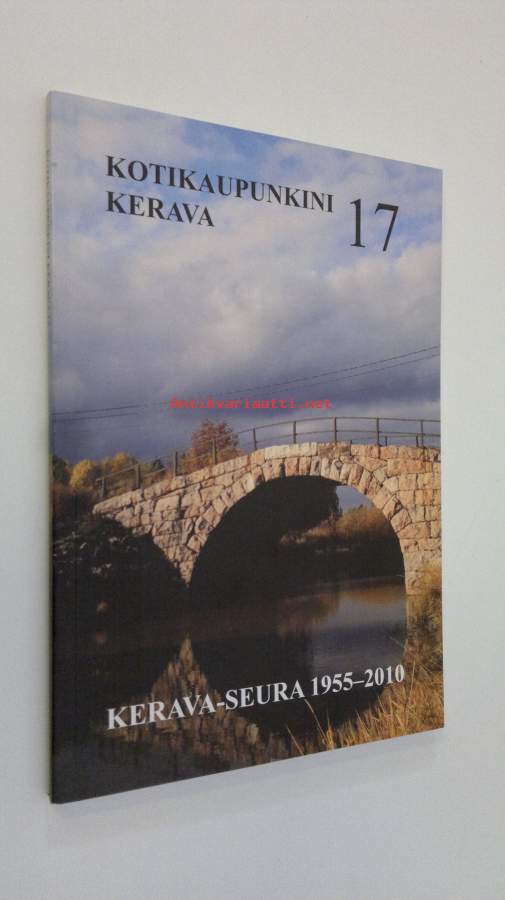 KOTIKAUPUNKINI
KERAVA
17
Antikvariaatti.net
KERAVA-SEURA 1955–2010